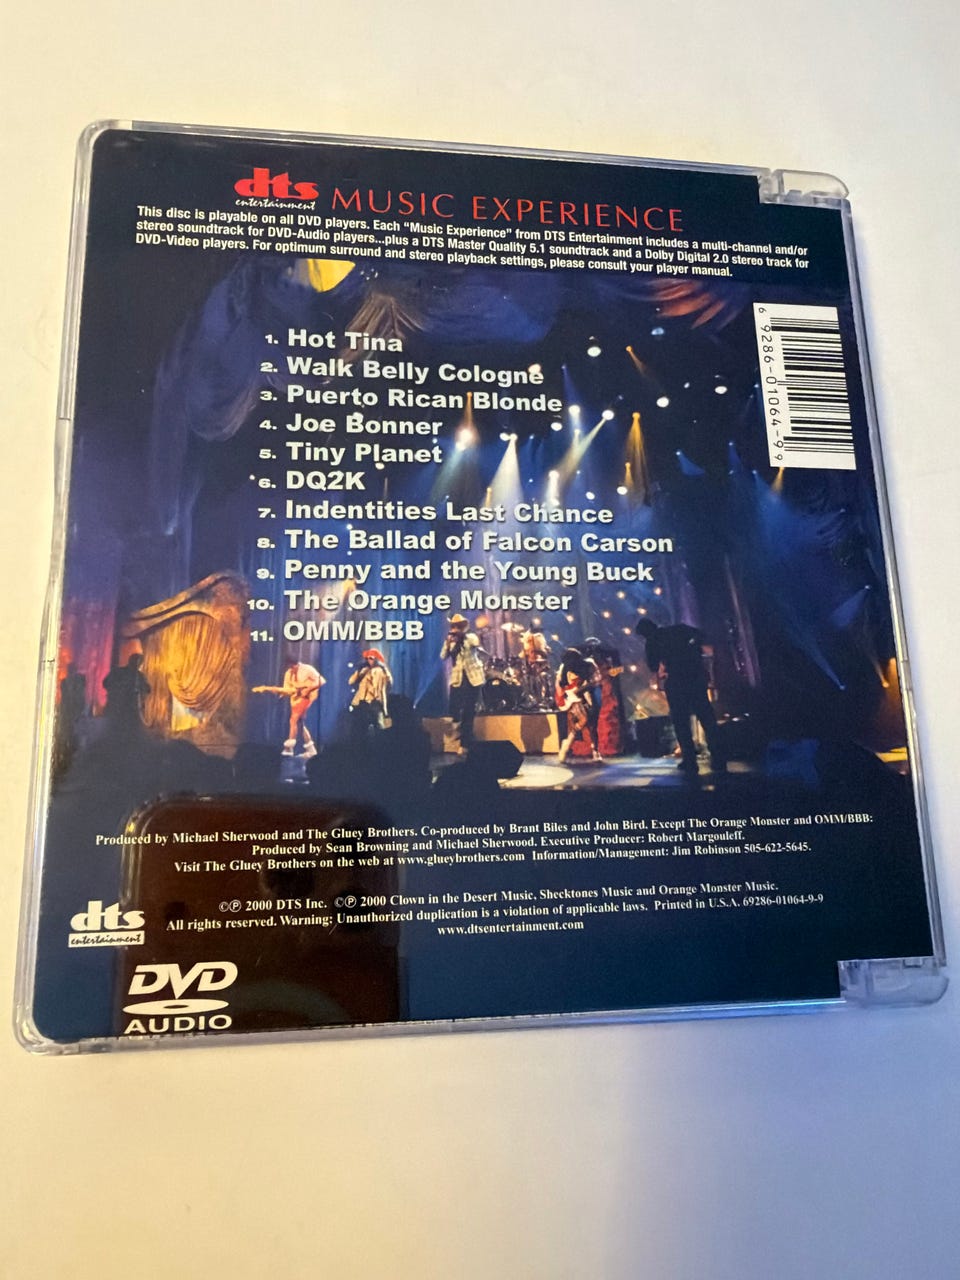 dts MUSIC EXPERIENCE
entertainment
This disc is playable on all DVD players. Each "Music Experience" from DTS Entertainment includes a multi-channel and/or
stereo soundtrack for DVD-Audio players...plus a DTS Master Quality 5.1 soundtrack and a Dolby Digital 2.0 stereo track for
DVD-Video players. For optimum surround and stereo playback settings, please consult your player manual.
6 9286-01064-9 9
1. Hot Tina
2. Walk Belly Cologne
3. Puerto Rican Blonde
4. Joe Bonner
5. Tiny Planet
6. DQ2K
7. Indentities Last Chance
8. The Ballad of Falcon Carson
9. Penny and the Young Buck
10. The Orange Monster
11. OMM/BBB
Produced by Michael Sherwood and The Gluey Brothers. Co-produced by Brant Biles and John Bird. Except The Orange Monster and OMM/BBB:
Produced by Sean Browning and Michael Sherwood. Executive Producer: Robert Margouleff.
Visit The Gluey Brothers on the web at www.glueybrothers.com Information/Management: Jim Robinson 505-622-5645.
©℗ 2000 DTS Inc. ©℗ 2000 Clown in the Desert Music, Shecktones Music and Orange Monster Music.
All rights reserved. Warning: Unauthorized duplication is a violation of applicable laws. Printed in U.S.A. 69286-01064-9-9
www.dtsentertainment.com
dts
entertainment
DVD
AUDIO